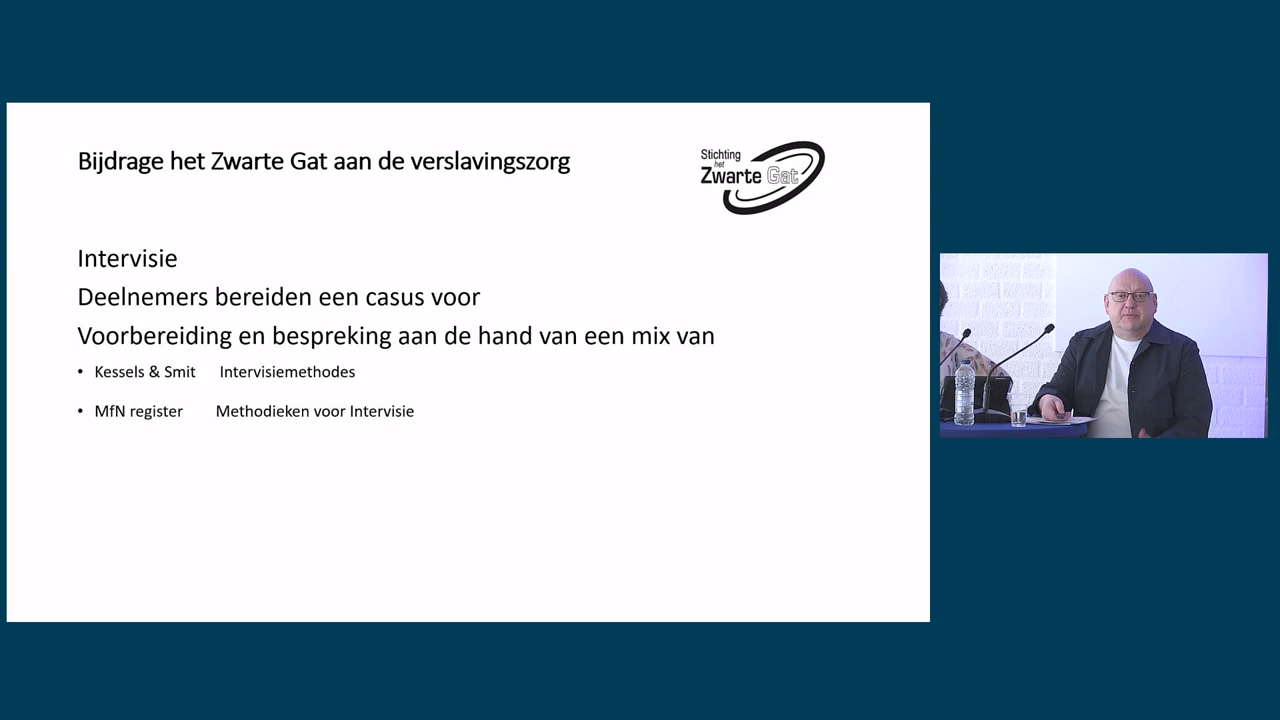 Bijdrage het Zwarte Gat aan de verslavingszorg
Stichting
het
Zwarte Gat
Intervisie
Deelnemers bereiden een casus voor
Voorbereiding en bespreking aan de hand van een mix van
• Kessels & Smit Intervisiemethodes
• MfN register Methodieken voor Intervisie